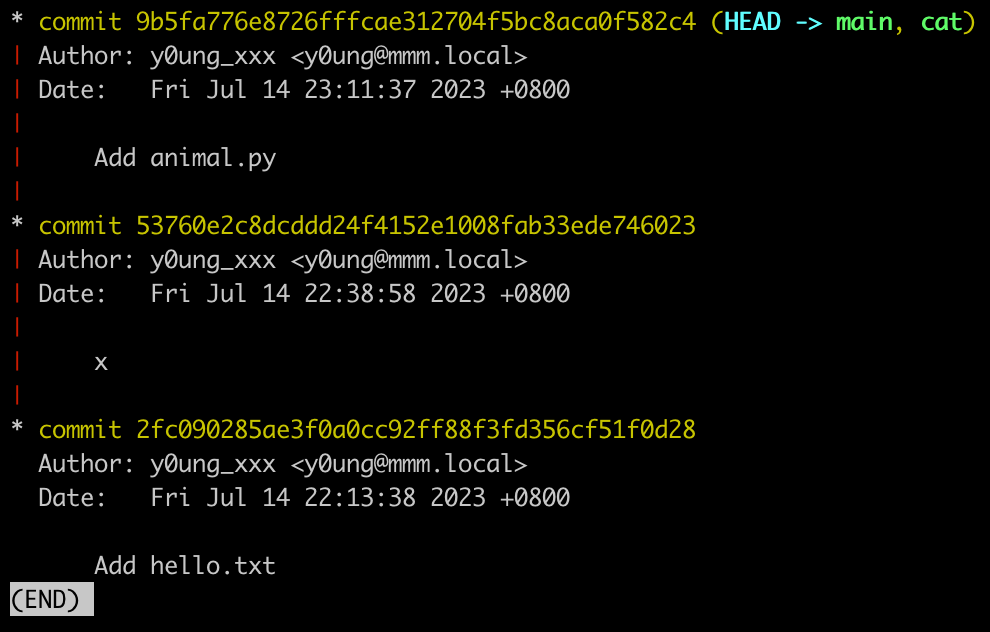 * commit 9b5fa776e8726fffcae312704f5bc8aca0f582c4 (HEAD -> main, cat)
| Author: y0ung_xxx <y0ung@mmm.local>
| Date:   Fri Jul 14 23:11:37 2023 +0800
|
|     Add animal.py
|
* commit 53760e2c8dcddd24f4152e1008fab33ede746023
| Author: y0ung_xxx <y0ung@mmm.local>
| Date:   Fri Jul 14 22:38:58 2023 +0800
|
|     x
|
* commit 2fc090285ae3f0a0cc92ff88f3fd356cf51f0d28
  Author: y0ung_xxx <y0ung@mmm.local>
  Date:   Fri Jul 14 22:13:38 2023 +0800

      Add hello.txt
(END)